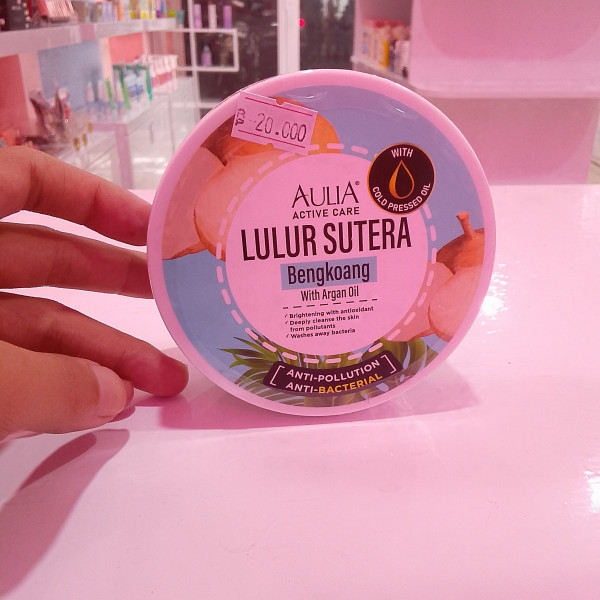 RP 20.000
WITH
COLD PRESSED OIL
AULIA®
ACTIVE CARE
LULUR SUTERA
Bengkoang
With Argan Oil
✓ Brightening with antioxidant
✓ Deeply cleanse the skin
from pollutants
✓ Washes away bacteria
ANTI-POLLUTION
ANTI-BACTERIAL